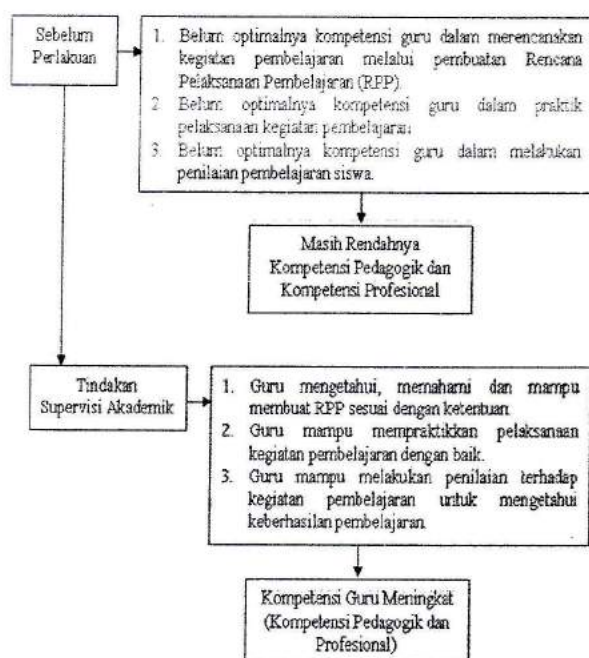 Sebelum
Perlakuan
1. Belum optimalnya kompetensi guru dalam merencanakan
kegiatan pembelajaran melalui pembuatan Rencana
Pelaksanaan Pembelajaran (RPP).
2. Belum optimalnya kompetensi guru dalam praktik
pelaksanaan kegiatan pembelajaran.
3. Belum optimalnya kompetensi guru dalam melakukan
penilaian pembelajaran siswa.
Masih Rendahnya
Kompetensi Pedagogik dan
Kompetensi Profesional
Tindakan
Supervisi Akademik
1. Guru mengetahui, memahami dan mampu
membuat RPP sesuai dengan ketentuan.
2. Guru mampu mempraktikkan pelaksanaan
kegiatan pembelajaran dengan baik.
3. Guru mampu melakukan penilaian terhadap
kegiatan pembelajaran untuk mengetahui
keberhasilan pembelajaran.
Kompetensi Guru Meningkat
(Kompetensi Pedagogik dan
Profesional)